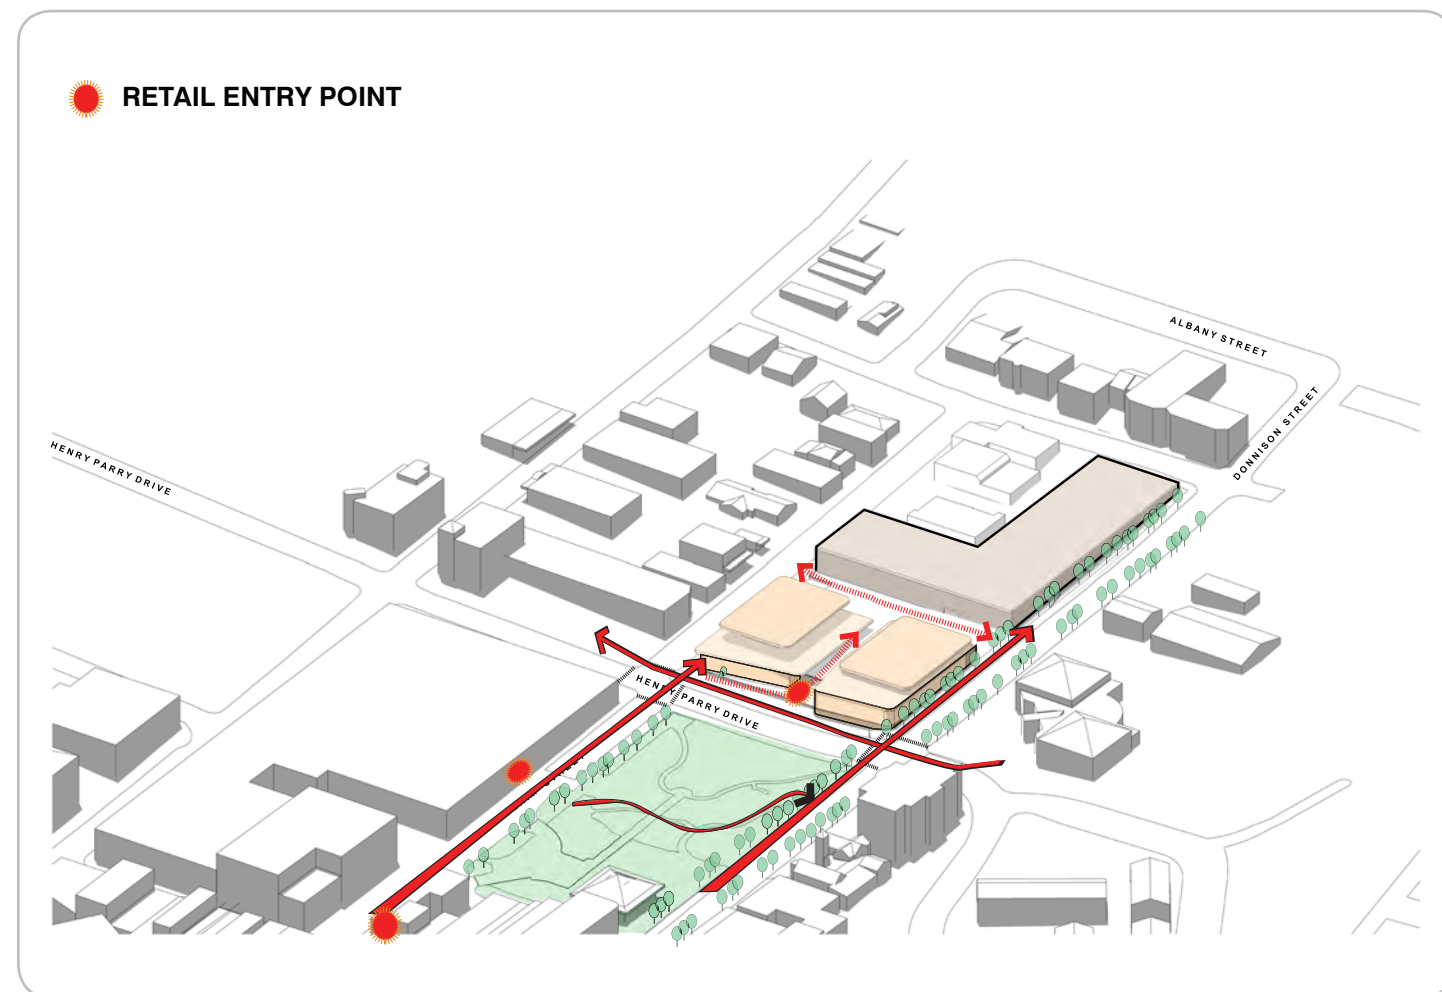 RETAIL ENTRY POINT
ALBANY STREET
DONNISON STREET
HENRY PARRY DRIVE
HENRY PARRY DRIVE